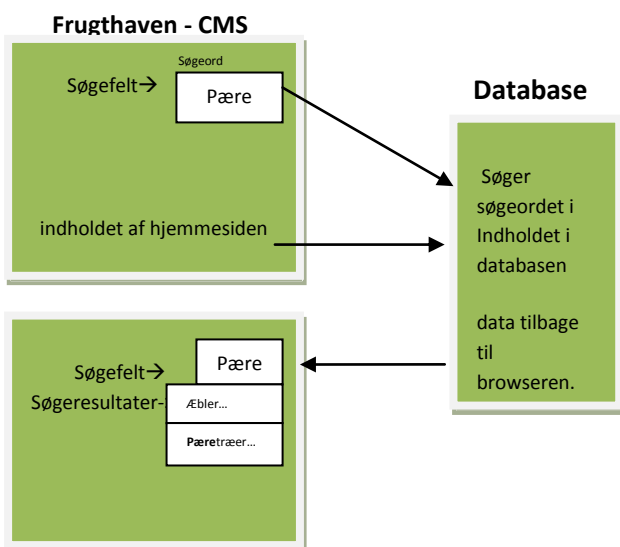 Frugthaven - CMS
Søgeord
Søgefelt→
Pære
indholdet af hjemmesiden
Database
Søger
søgeordet i
Indholdet i
databasen
data tilbage
til
browseren.
Søgefelt→
Pære
Søgeresultater-
Æbler...
Pæretræer...